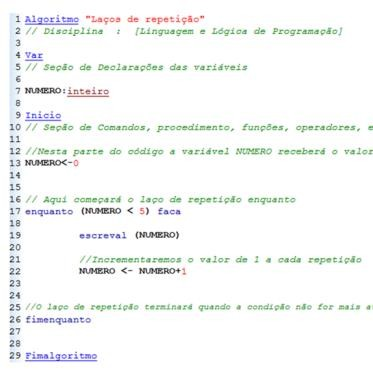 1 Algoritmo "Laços de repetição"
2 // Disciplina : [Linguagem e Lógica de Programação]
3
4 Var
5 // Seção de Declarações das variáveis
6
7 NUMERO:inteiro
8
9 Inicio
10 // Seção de Comandos, procedimento, funções, operadores, e
11
12 //Nesta parte do código a variável NUMERO receberá o valor
13 NUMERO<-0
14
15
16 // Aqui começará o laço de repetição enquanto
17 enquanto (NUMERO < 5) faca
18
19 escreval (NUMERO)
20
21 //Incrementaremos o valor de 1 a cada repetição
22 NUMERO <- NUMERO+1
23
24
25 //O laço de repetição terminará quando a condição não for mais a
26 fimenquanto
27
28
29 Fimalgoritmo